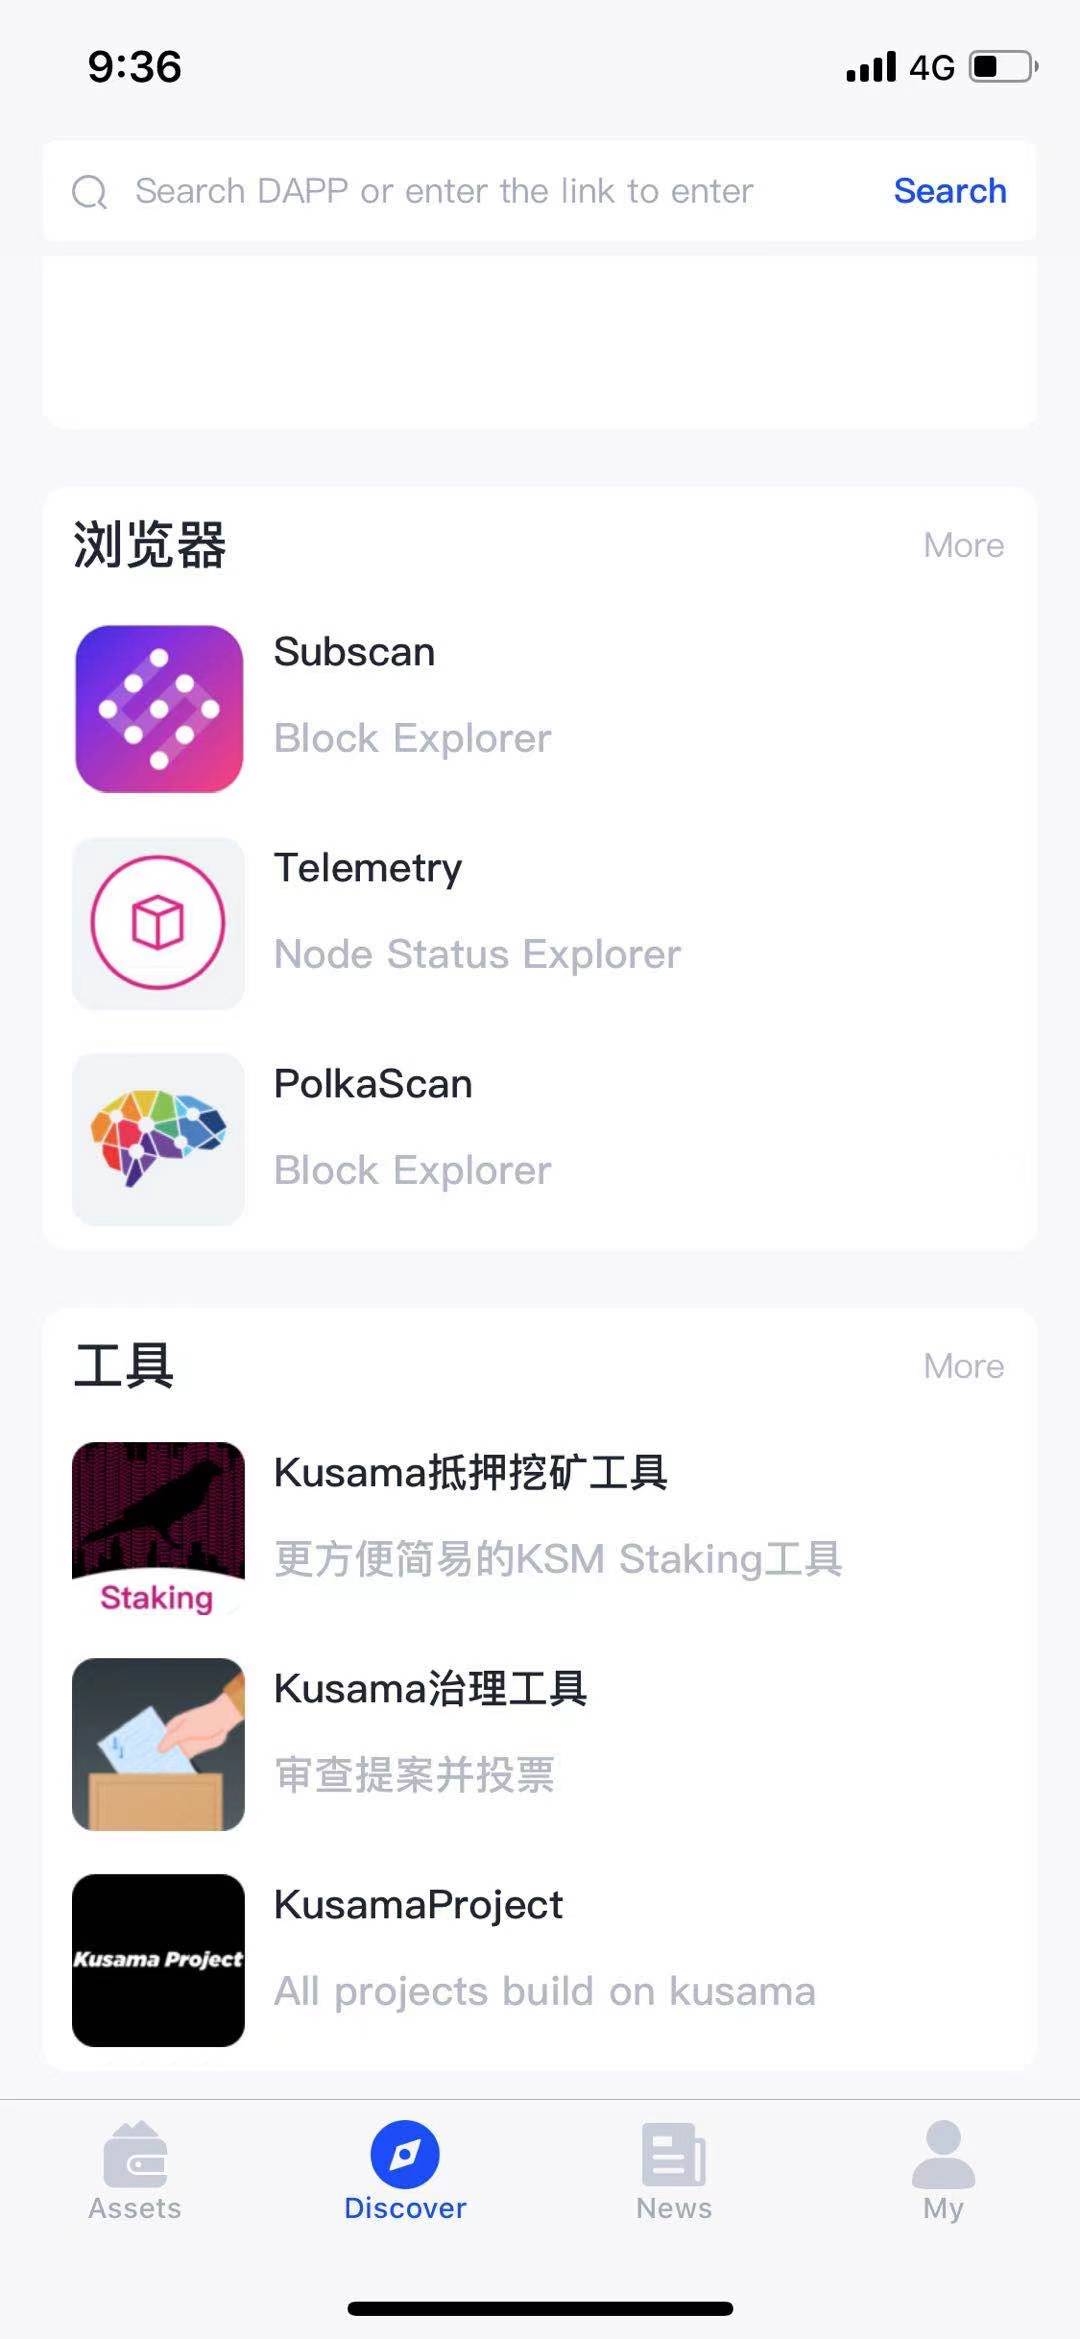 9:36
4G
Search DAPP or enter the link to enter
Search
浏览器
More
Subscan
Block Explorer
Telemetry
Node Status Explorer
PolkaScan
Block Explorer
工具
More
Kusama抵押挖矿工具
更方便简易的KSM Staking工具
Staking
Kusama治理工具
审查提案并投票
KusamaProject
Kusama Project
All projects build on kusama
Assets
Discover
News
My